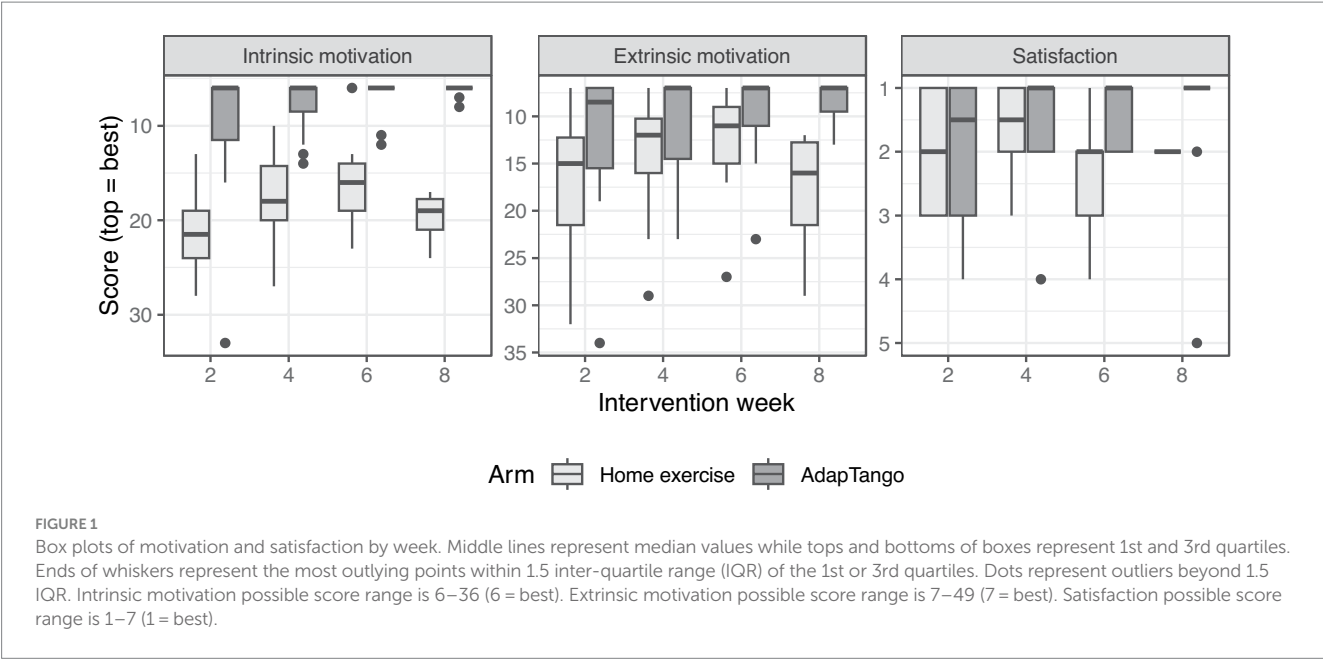 Intrinsic motivation Extrinsic motivation Satisfaction
Score (top = best)
10
20
30
2 4 6 8
10
15
20
25
30
35
2 4 6 8
1
2
3
4
5
2 4 6 8
Intervention week
Arm Home exercise AdapTango
FIGURE 1
Box plots of motivation and satisfaction by week. Middle lines represent median values while tops and bottoms of boxes represent 1st and 3rd quartiles.
Ends of whiskers represent the most outlying points within 1.5 inter-quartile range (IQR) of the 1st or 3rd quartiles. Dots represent outliers beyond 1.5
IQR. Intrinsic motivation possible score range is 6–36 (6 = best). Extrinsic motivation possible score range is 7–49 (7 = best). Satisfaction possible score
range is 1–7 (1 = best).